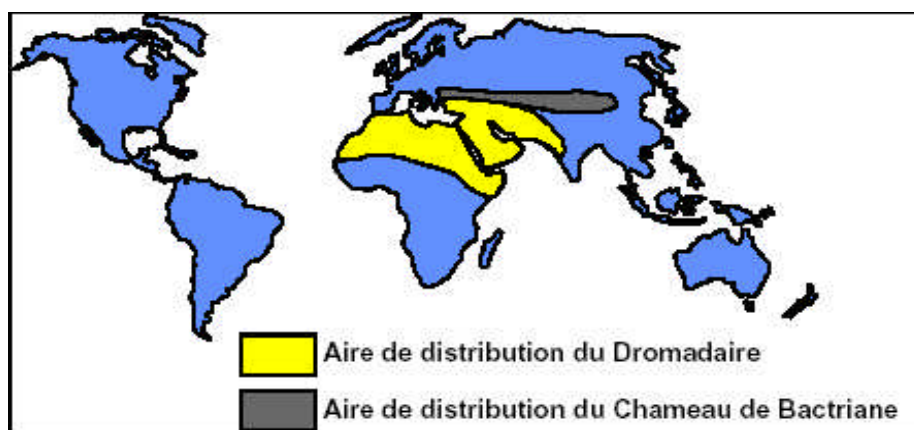 Aire de distribution du Dromadaire
Aire de distribution du Chameau de Bactriane